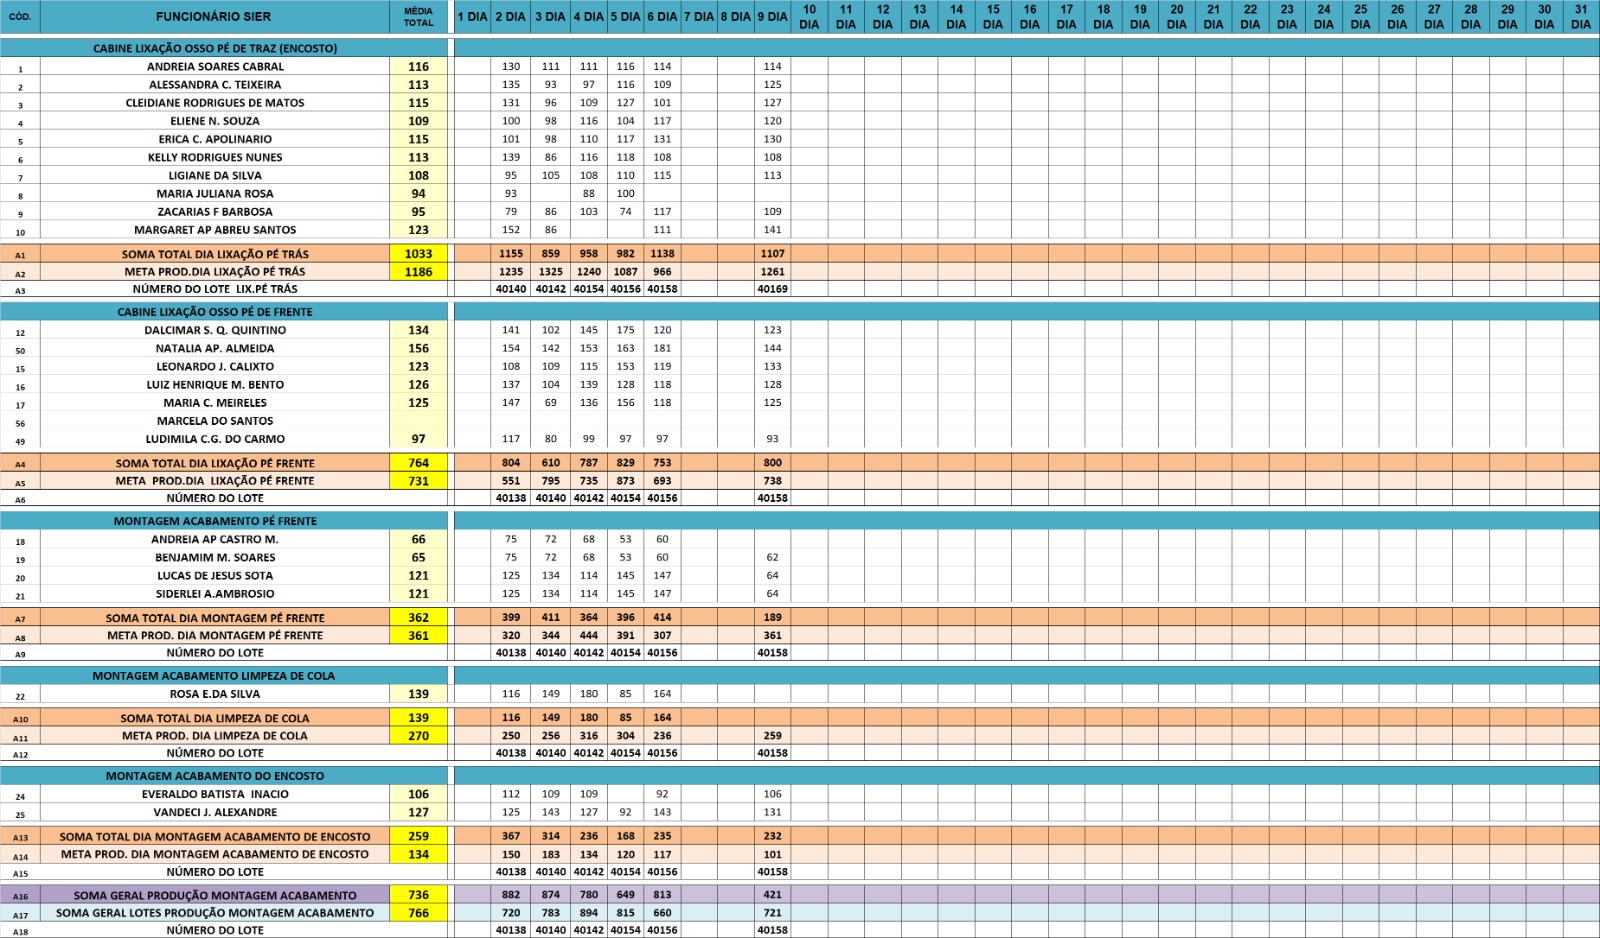 CÓD. FUNCIONÁRIO SIER MÉDIA TOTAL 1 DIA 2 DIA 3 DIA 4 DIA 5 DIA 6 DIA 7 DIA 8 DIA 9 DIA 10 DIA 11 DIA 12 DIA 13 DIA 14 DIA 15 DIA 16 DIA 17 DIA 18 DIA 19 DIA 20 DIA 21 DIA 22 DIA 23 DIA 24 DIA 25 DIA 26 DIA 27 DIA 28 DIA 29 DIA 30 DIA 31 DIA
CABINE LIXAÇÃO OSSO PÉ DE TRAZ (ENCOSTO)
1 ANDREIA SOARES CABRAL 116 130 111 111 116 114 114
2 ALESSANDRA C. TEIXEIRA 113 135 93 97 116 109 125
3 CLEIDIANE RODRIGUES DE MATOS 115 131 96 109 127 101 127
4 ELIENE N. SOUZA 109 100 98 116 104 117 120
5 ERICA C. APOLINARIO 115 101 98 110 117 131 130
6 KELLY RODRIGUES NUNES 113 139 86 116 118 108 108
7 LIGIANE DA SILVA 108 95 105 108 110 115 113
8 MARIA JULIANA ROSA 94 93 88 100
9 ZACARIAS F BARBOSA 95 79 86 103 74 117 109
10 MARGARET AP ABREU SANTOS 123 152 86 111 141
A1 SOMA TOTAL DIA LIXAÇÃO PÉ TRÁS 1033 1155 859 958 982 1138 1107
A2 META PROD.DIA LIXAÇÃO PÉ TRÁS 1186 1235 1325 1240 1087 966 1261
A3 NÚMERO DO LOTE LIX.PÉ TRÁS 40140 40142 40154 40156 40158 40169
CABINE LIXAÇÃO OSSO PÉ DE FRENTE
12 DALCIMAR S. Q. QUINTINO 134 141 102 145 175 120 123
50 NATALIA AP. ALMEIDA 156 154 142 153 163 181 144
15 LEONARDO J. CALIXTO 123 108 109 115 153 119 133
16 LUIZ HENRIQUE M. BENTO 126 137 104 139 128 118 128
17 MARIA C. MEIRELES 125 147 69 136 156 118 125
56 MARCELA DO SANTOS
49 LUDIMILA C.G. DO CARMO 97 117 80 99 97 97 93
A4 SOMA TOTAL DIA LIXAÇÃO PÉ FRENTE 764 804 610 787 829 753 800
A5 META PROD.DIA LIXAÇÃO PÉ FRENTE 731 551 795 735 873 693 738
A6 NÚMERO DO LOTE 40138 40140 40142 40154 40156 40158
MONTAGEM ACABAMENTO PÉ FRENTE
18 ANDREIA AP CASTRO M. 66 75 72 68 53 60
19 BENJAMIM M. SOARES 65 75 72 68 53 60 62
20 LUCAS DE JESUS SOTA 121 125 134 114 145 147 64
21 SIDERLEI A.AMBROSIO 121 125 134 114 145 147 64
A7 SOMA TOTAL DIA MONTAGEM PÉ FRENTE 362 399 411 364 396 414 189
A8 META PROD. DIA MONTAGEM PÉ FRENTE 361 320 344 444 391 307 361
A9 NÚMERO DO LOTE 40138 40140 40142 40154 40156 40158
MONTAGEM ACABAMENTO LIMPEZA DE COLA
22 ROSA E.DA SILVA 139 116 149 180 85 164
A10 SOMA TOTAL DIA LIMPEZA DE COLA 139 116 149 180 85 164
A11 META PROD. DIA LIMPEZA DE COLA 270 250 256 316 304 236 259
A12 NÚMERO DO LOTE 40138 40140 40142 40154 40156 40158
MONTAGEM ACABAMENTO DO ENCOSTO
24 EVERALDO BATISTA INACIO 106 112 109 109 92 106
25 VANDECI J. ALEXANDRE 127 125 143 127 92 143 131
A13 SOMA TOTAL DIA MONTAGEM ACABAMENTO DE ENCOSTO 259 367 314 236 168 235 232
A14 META PROD. DIA MONTAGEM ACABAMENTO DE ENCOSTO 134 150 183 134 120 117 101
A15 NÚMERO DO LOTE 40138 40140 40142 40154 40156 40158
A16 SOMA GERAL PRODUÇÃO MONTAGEM ACABAMENTO 736 882 874 780 649 813 421
A17 SOMA GERAL LOTES PRODUÇÃO MONTAGEM ACABAMENTO 766 720 783 894 815 660 721
A18 NÚMERO DO LOTE 40138 40140 40142 40154 40156 40158